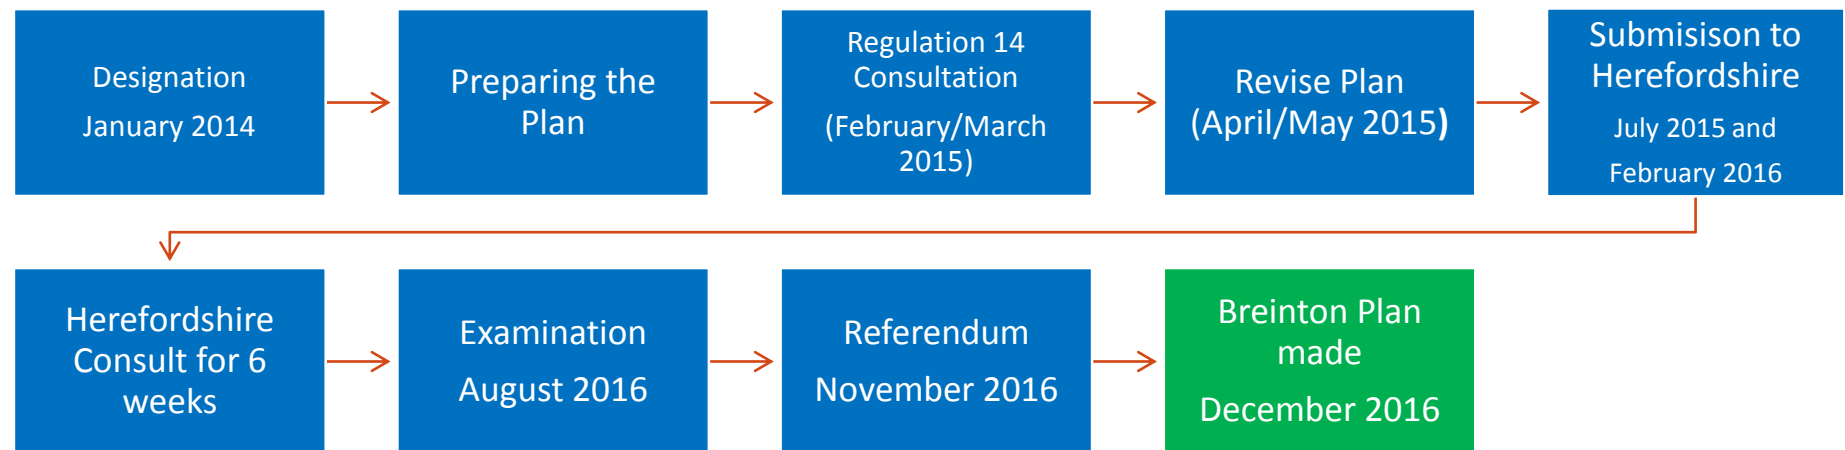 Designation
January 2014
Preparing the
Plan
Regulation 14
Consultation
(February/March
2015)
Revise Plan
(April/May 2015)
Submisison to
Herefordshire
July 2015 and
February 2016
Herefordshire
Consult for 6
weeks
Examination
August 2016
Referendum
November 2016
Breinton Plan
made
December 2016